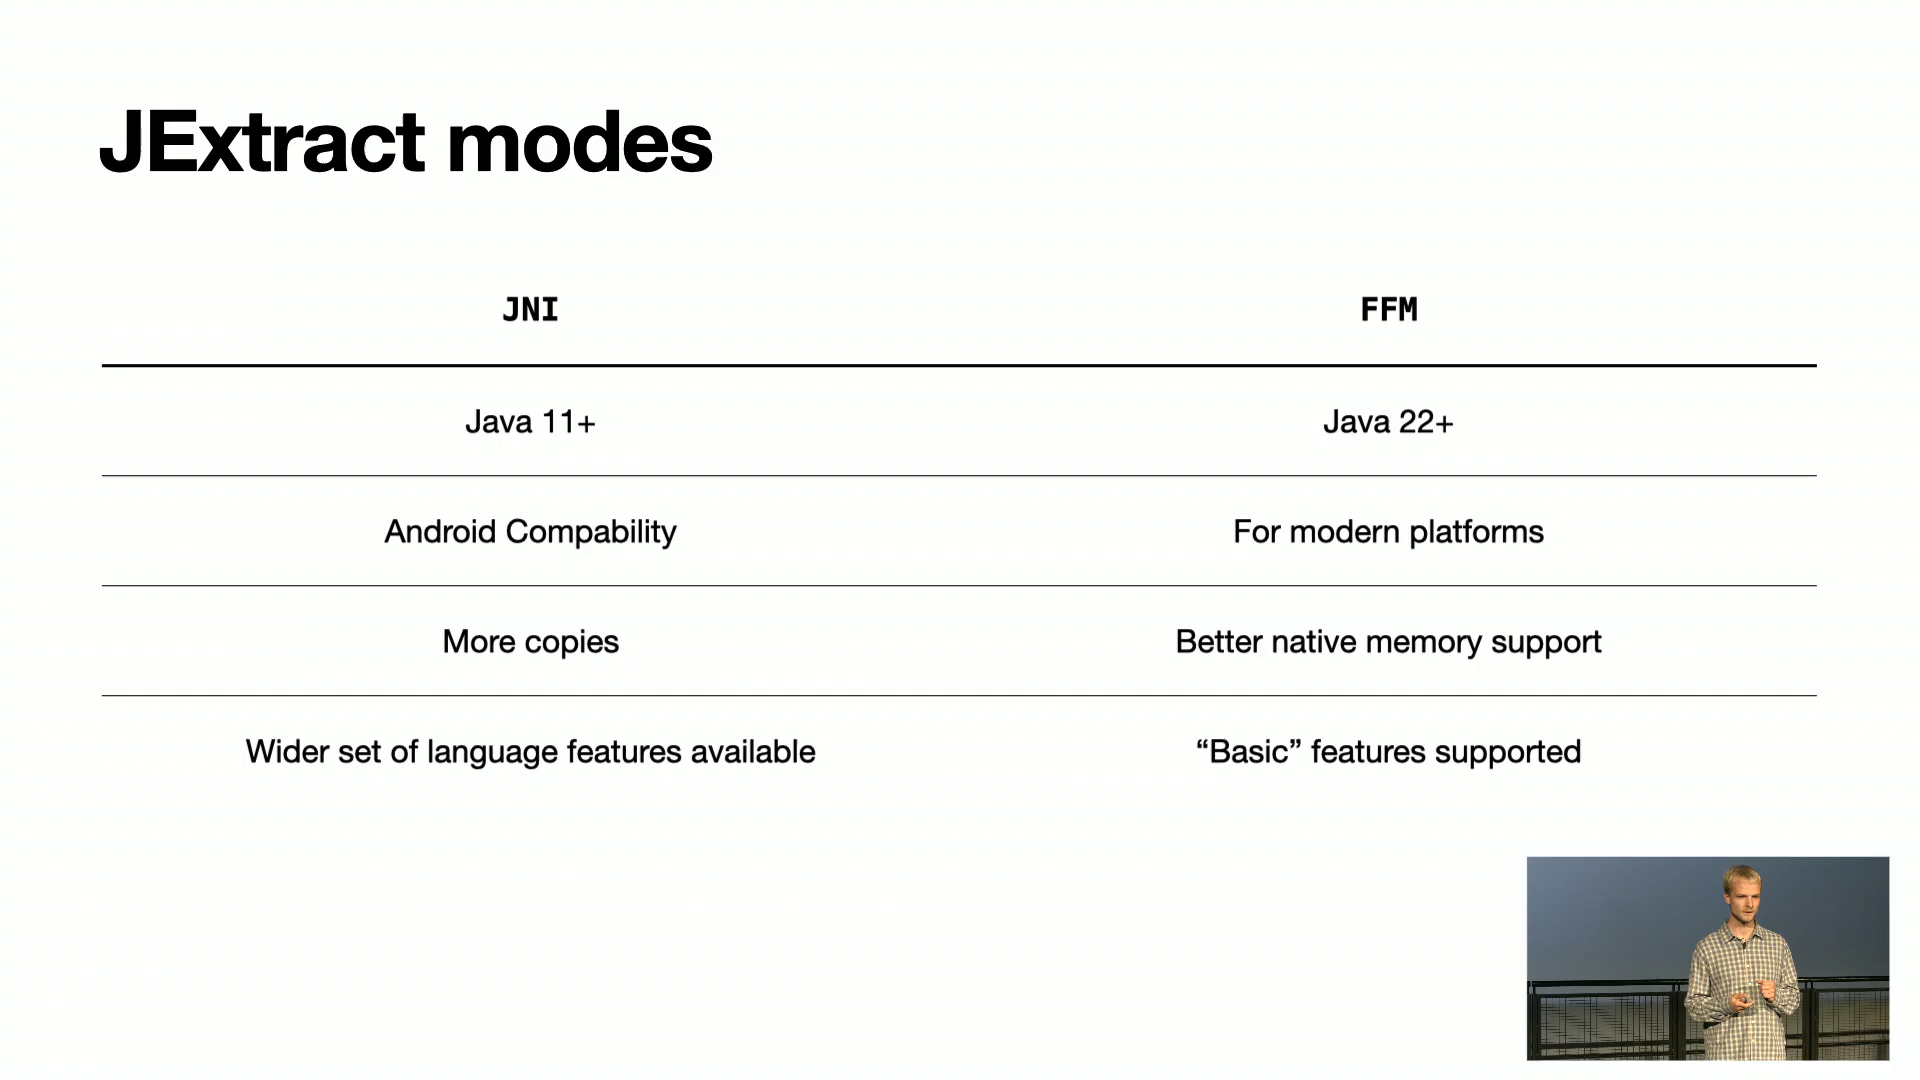 JExtract modes
JNI
FFM
Java 11+
Java 22+
Android Compability
For modern platforms
More copies
Better native memory support
Wider set of language features available
“Basic” features supported